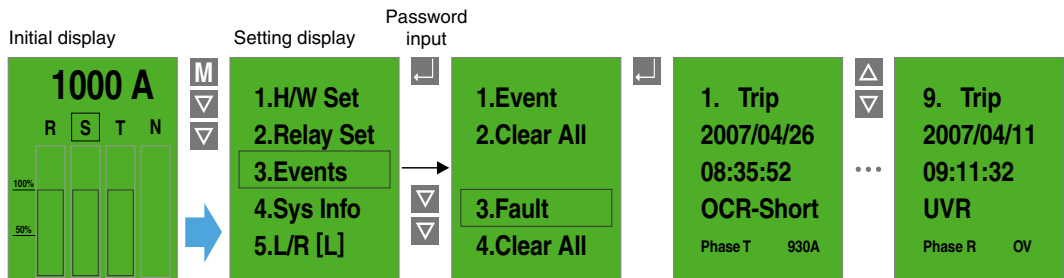 Initial display
1000 A
R S T N
100%
50%
M
Setting display
1.H/W Set
2.Relay Set
3.Events
4.Sys Info
5.L/R [L]
Password
input
1.Event
2.Clear All
3.Fault
4.Clear All
1. Trip
2007/04/26
08:35:52
OCR-Short
Phase T 930A
...
9. Trip
2007/04/11
09:11:32
UVR
Phase R OV